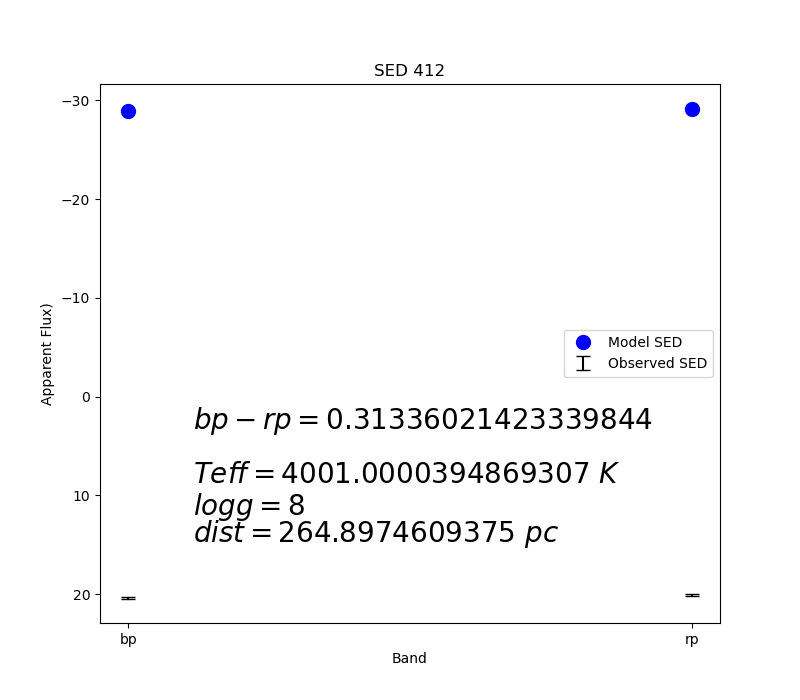 SED 412
Apparent Flux)
−30
−20
−10
0
10
20
Model SED
Observed SED
bp − rp = 0.31336021423339844
Teff = 4001.0000394869307 K
logg = 8
dist = 264.8974609375 pc
bp
rp
Band